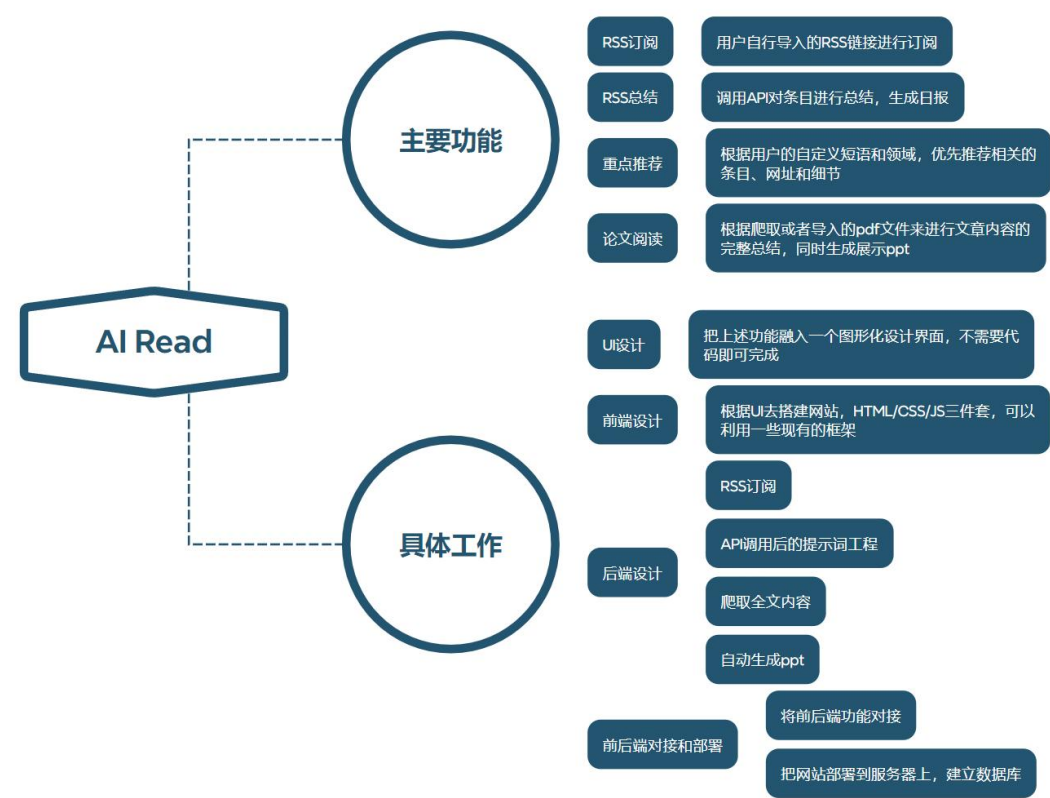 AI Read
主要功能
RSS订阅
用户自行导入的RSS链接进行订阅
RSS总结
调用API对条目进行总结，生成日报
重点推荐
根据用户的自定义短语和领域，优先推荐相关的
条目、网址和细节
论文阅读
根据爬取或者导入的pdf文件来进行文章内容的
完整总结，同时生成展示ppt
具体工作
UI设计
把上述功能融入一个图形化设计界面，不需要代
码即可完成
前端设计
根据UI去搭建网站，HTML/CSS/JS三件套，可以
利用一些现有的框架
后端设计
RSS订阅
API调用后的提示词工程
爬取全文内容
自动生成ppt
前后端对接和部署
将前后端功能对接
把网站部署到服务器上，建立数据库